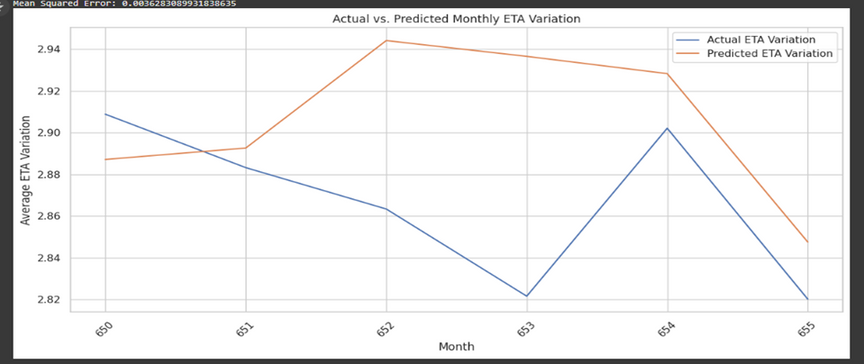 Mean Squared Error: 0.0036283089931838635
Actual vs. Predicted Monthly ETA Variation
Actual ETA Variation
Predicted ETA Variation
Average ETA Variation
2.94
2.92
2.90
2.88
2.86
2.84
2.82
650
651
652
653
654
655
Month